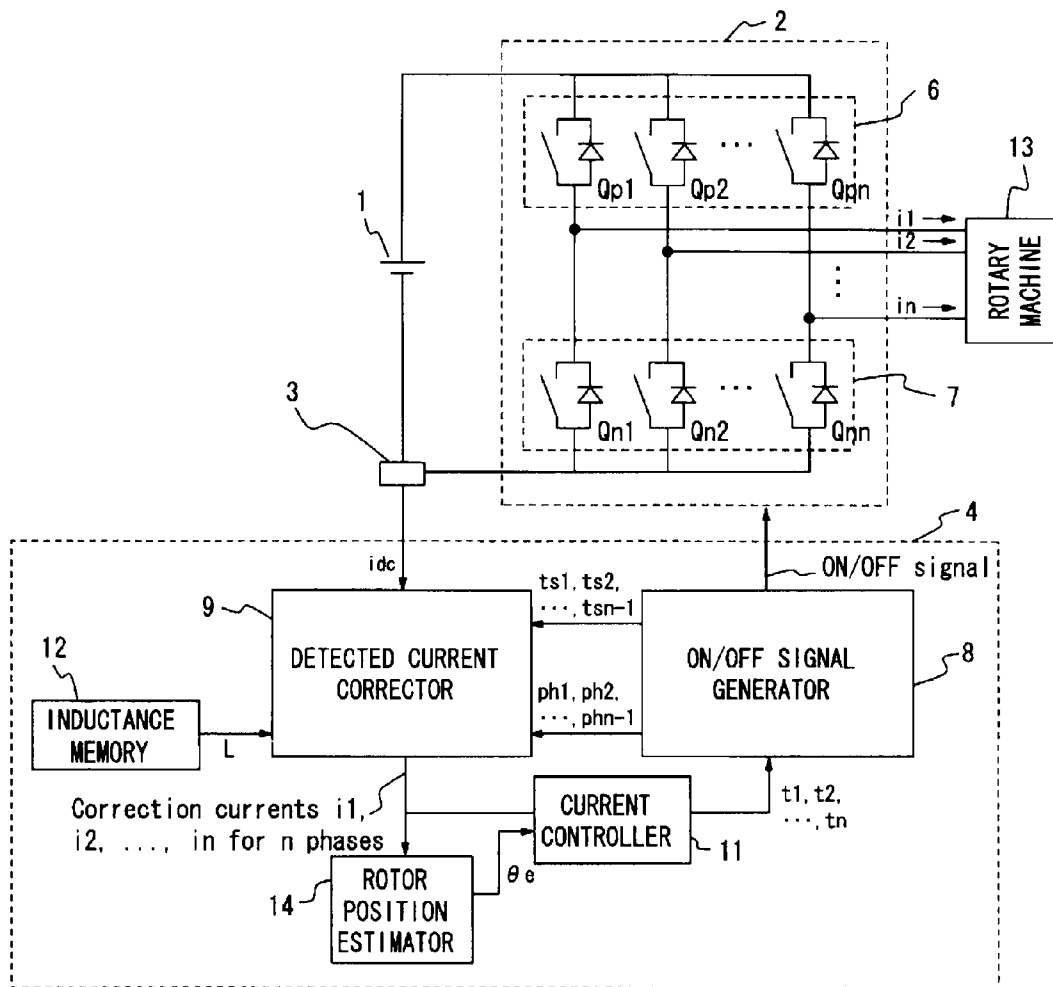 2
6
Qp1
Qp2
...
Qpn
1
13
i1
i2
...
in
ROTARY
MACHINE
3
Qn1
Qn2
...
Qnn
7
4
idc
ON/OFF signal
9
ts1, ts2,
..., tsn-1
DETECTED CURRENT
CORRECTOR
ON/OFF SIGNAL
GENERATOR
8
12
ph1, ph2,
..., phn-1
INDUCTANCE
MEMORY
L
Correction currents i1,
i2, ..., in for n phases
CURRENT
CONTROLLER
11
t1, t2,
..., tn
14
ROTOR
POSITION
ESTIMATOR
θe